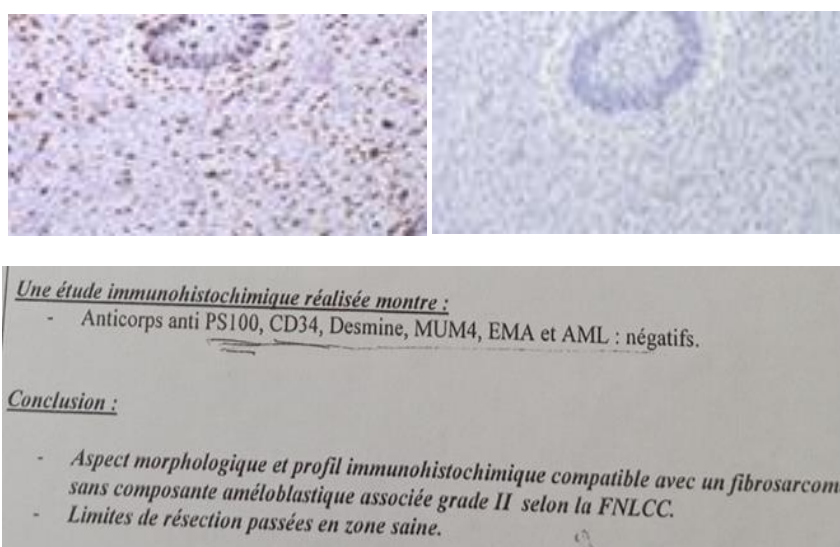 Une étude immunohistochimique réalisée montre :
- Anticorps anti PS100, CD34, Desmine, MUM4, EMA et AML : négatifs.
Conclusion :
- Aspect morphologique et profil immunohistochimique compatible avec un fibrosarcom
sans composante améloblastique associée grade II selon la FNLCC.
- Limites de résection passées en zone saine.